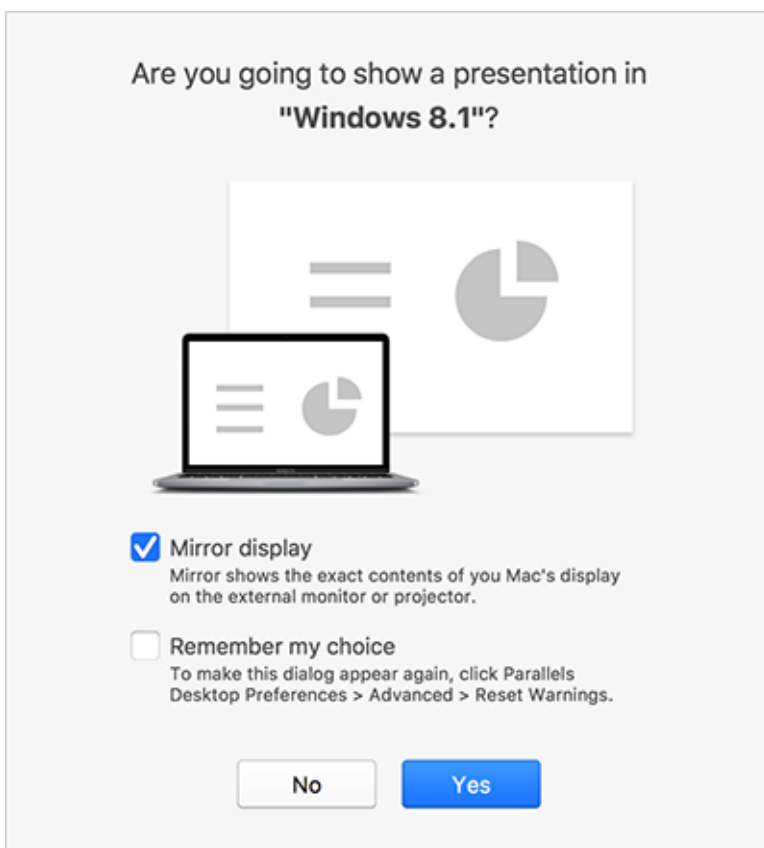 Are you going to show a presentation in
"Windows 8.1"?
Mirror display
Mirror shows the exact contents of you Mac's display
on the external monitor or projector.
Remember my choice
To make this dialog appear again, click Parallels
Desktop Preferences > Advanced > Reset Warnings.
No
Yes